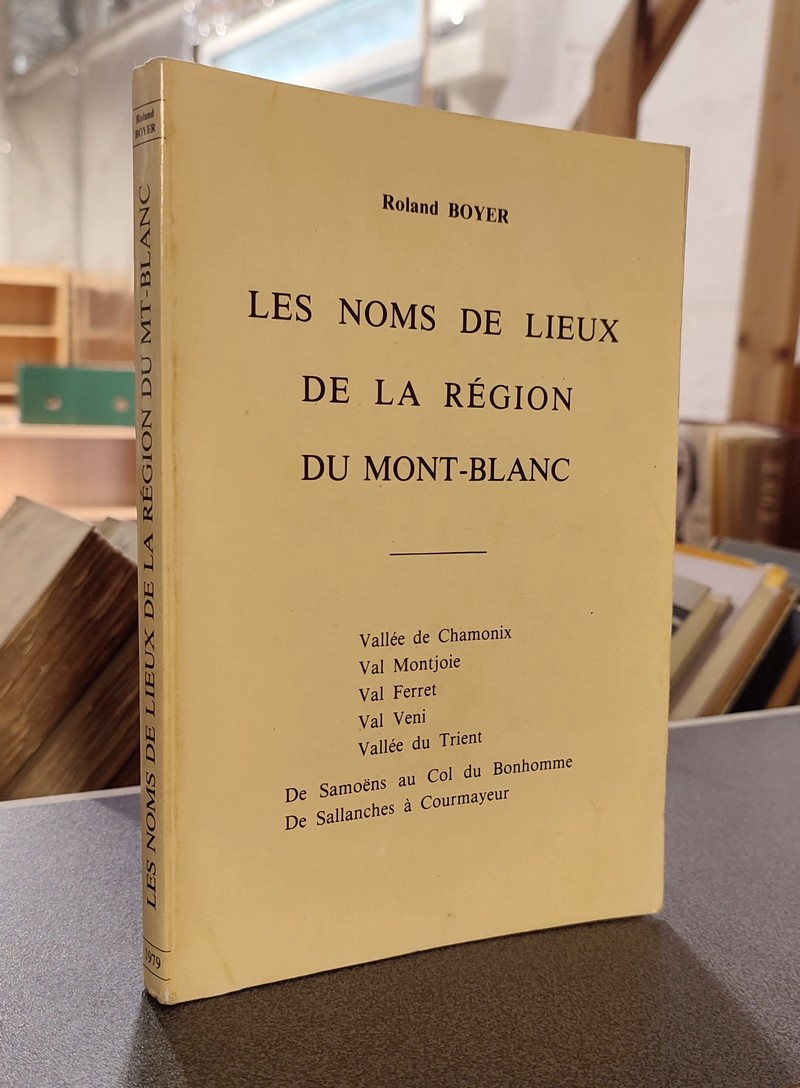 Roland
BOYER
LES NOMS DE LIEUX DE LA RÉGION DU MT-BLANC
1979
Roland BOYER
LES NOMS DE LIEUX
DE LA RÉGION
DU MONT-BLANC
Vallée de Chamonix
Val Montjoie
Val Ferret
Val Veni
Vallée du Trient
De Samoëns au Col du Bonhomme
De Sallanches à Courmayeur